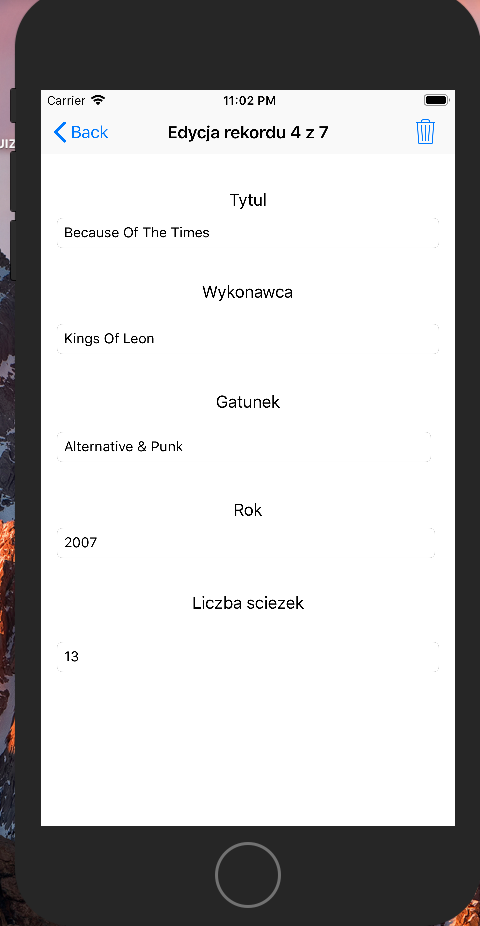 Carrier 11:02 PM
Back Edycja rekordu 4 z 7
Tytul
Because Of The Times
Wykonawca
Kings Of Leon
Gatunek
Alternative & Punk
Rok
2007
Liczba sciezek
13